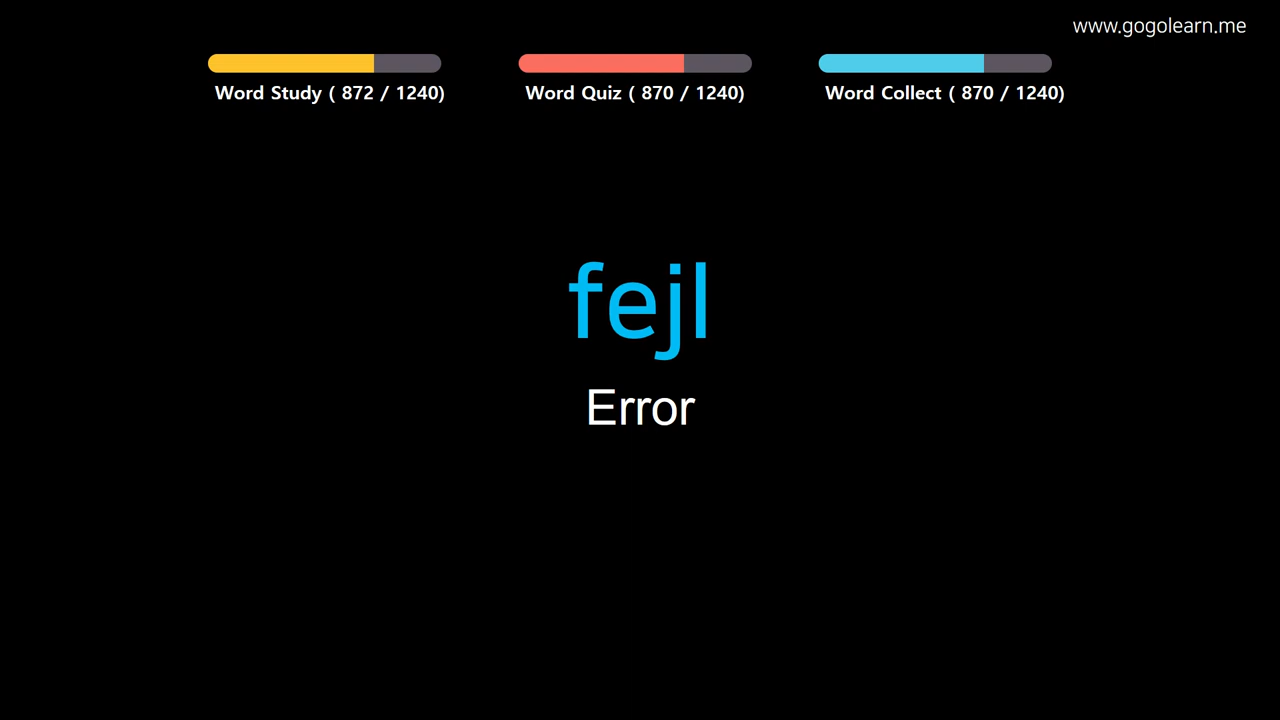 www.gogolearn.me
Word Study ( 872 / 1240)
Word Quiz ( 870 / 1240)
Word Collect ( 870 / 1240)
fejl
Error